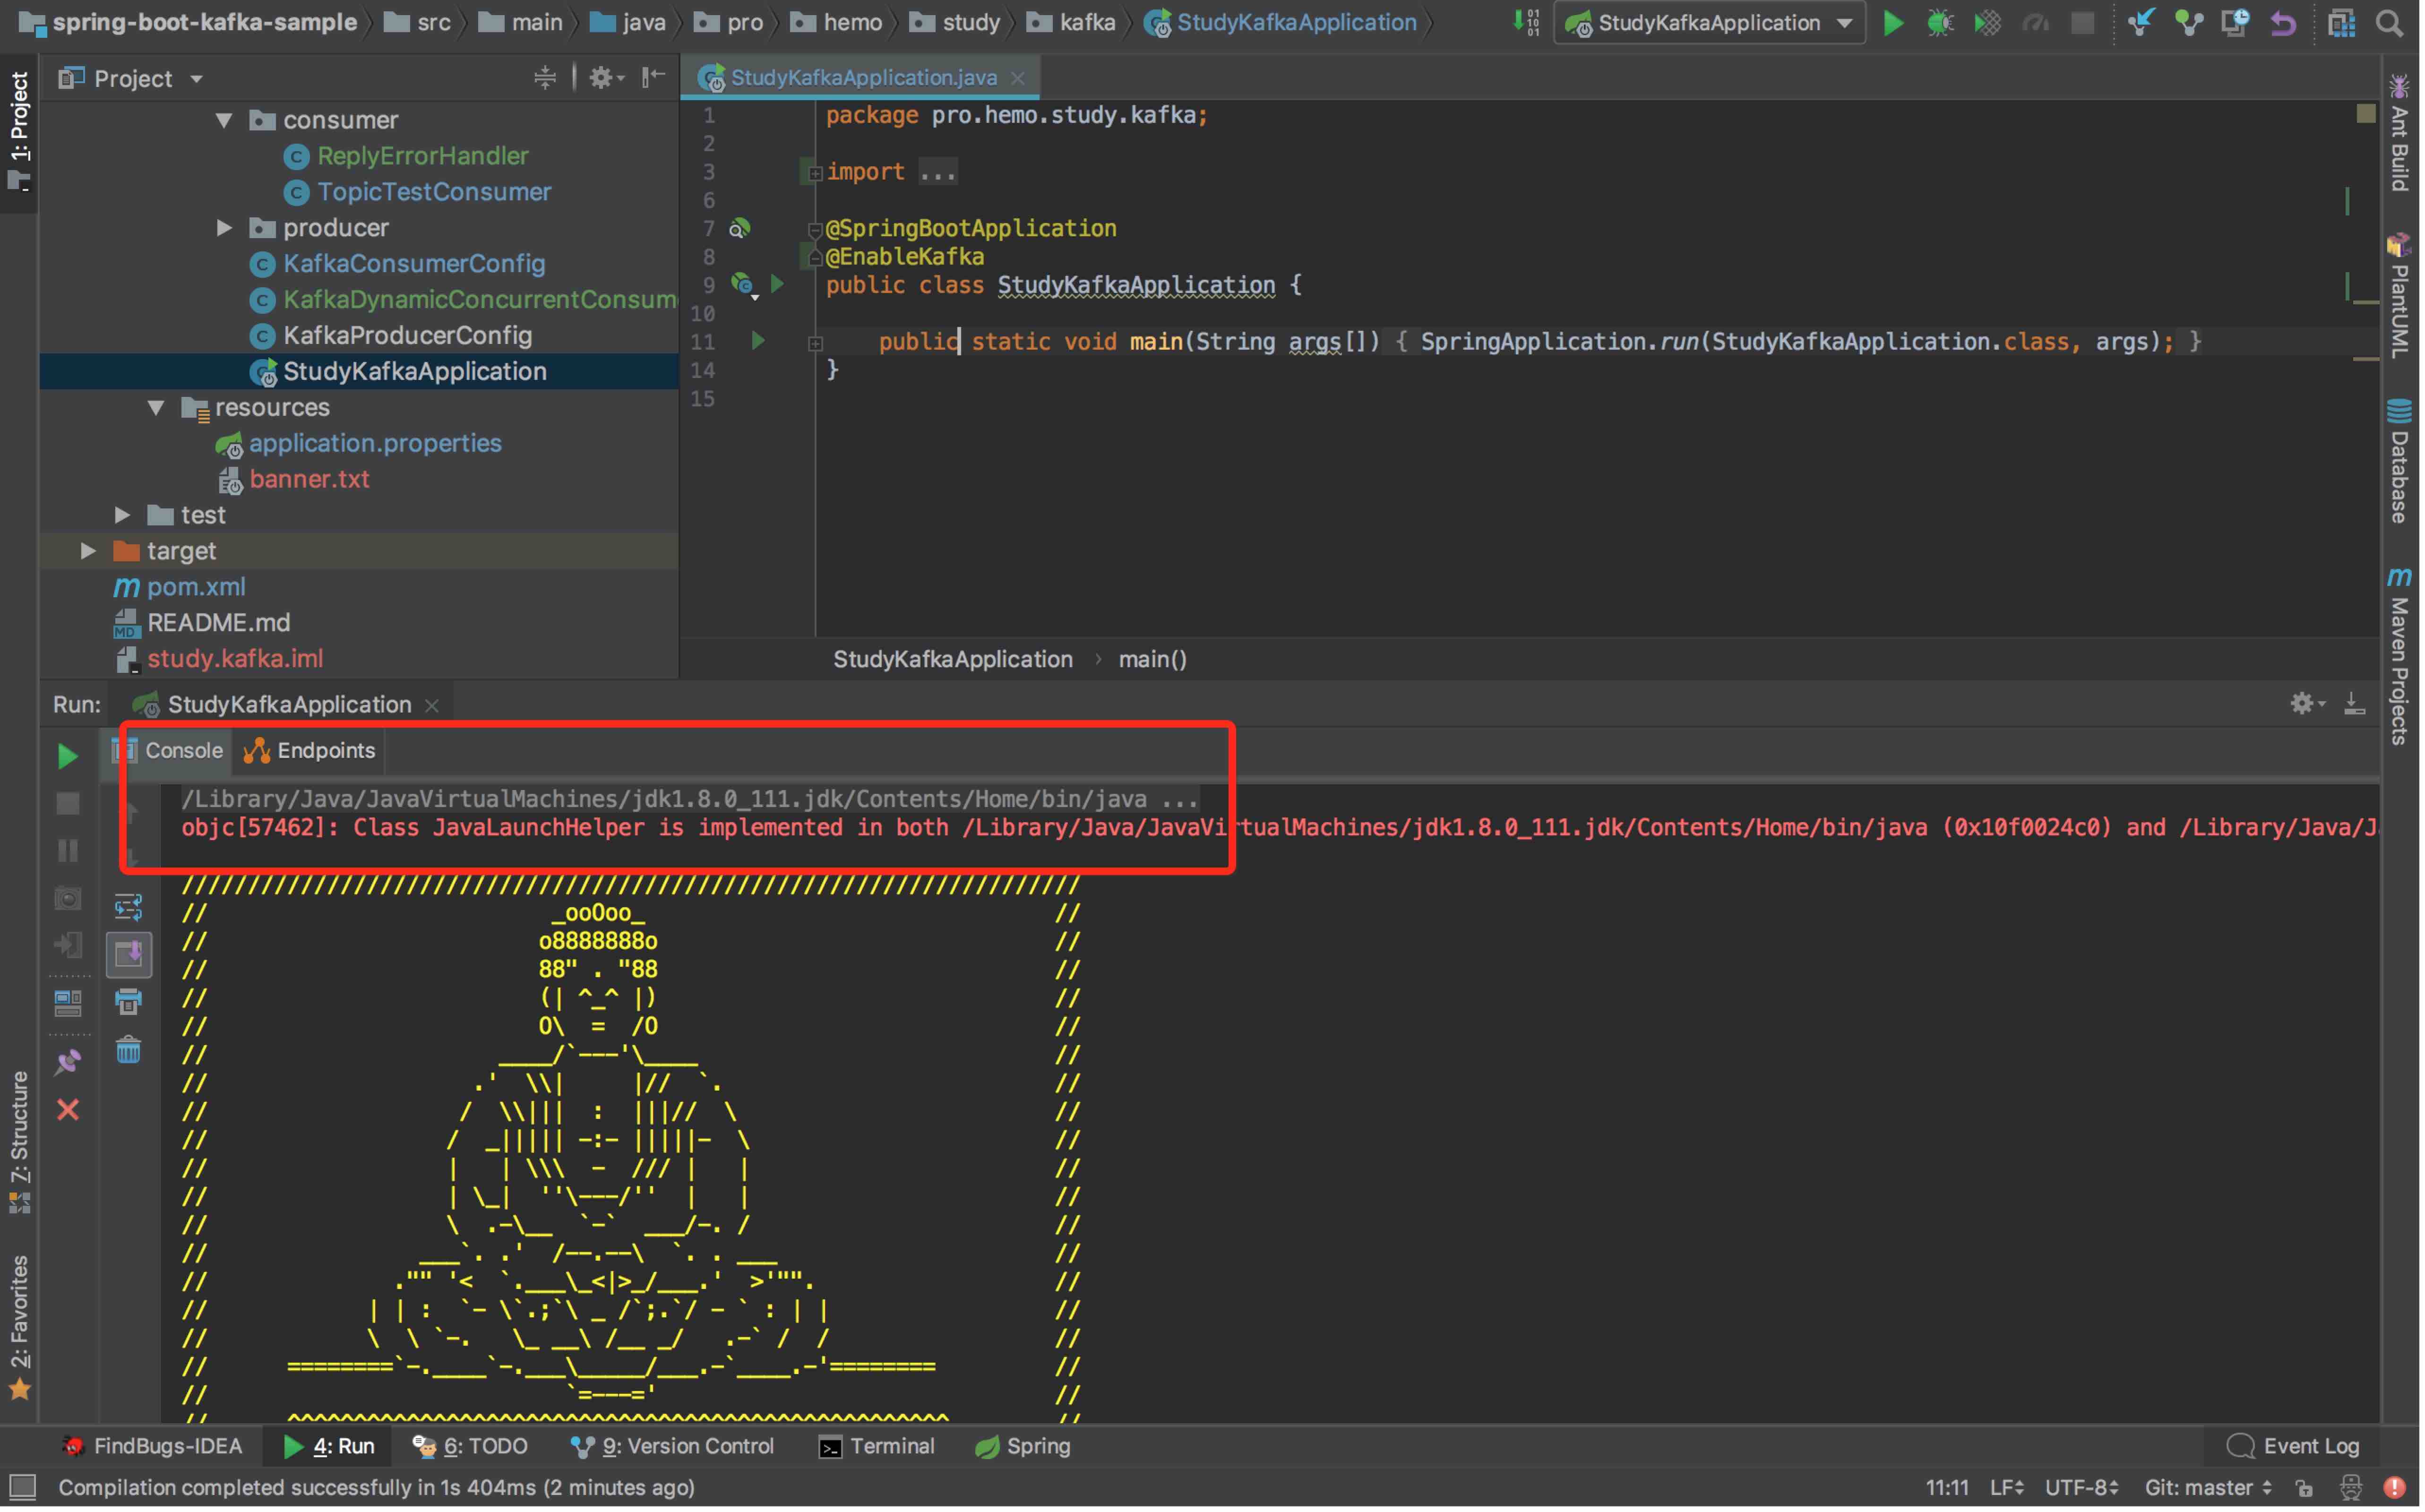 spring-boot-kafka-sample src main java pro hemo study kafka StudyKafkaApplication StudyKafkaApplication
Project
StudyKafkaApplication.java
1: Project
consumer
ReplyErrorHandler
TopicTestConsumer
producer
KafkaConsumerConfig
KafkaDynamicConcurrentConsum
KafkaProducerConfig
StudyKafkaApplication
resources
application.properties
banner.txt
test
target
pom.xml
README.md
study.kafka.iml
1 package pro.hemo.study.kafka;
2
3 import ...
6
7 @SpringBootApplication
8 @EnableKafka
9 public class StudyKafkaApplication {
10
11 public static void main(String args[]) { SpringApplication.run(StudyKafkaApplication.class, args); }
14 }
15
StudyKafkaApplication › main()
Ant Build
PlantUML
Database
Maven Projects
Run: StudyKafkaApplication
Console Endpoints
/Library/Java/JavaVirtualMachines/jdk1.8.0_111.jdk/Contents/Home/bin/java ...
objc[57462]: Class JavaLaunchHelper is implemented in both /Library/Java/JavaVirtualMachines/jdk1.8.0_111.jdk/Contents/Home/bin/java (0x10f0024c0) and /Library/Java/J
////////////////////////////////////////////////////////////////////
// _ooOoo_ //
// o8888888o //
// 88" . "88 //
// (| ^_^ |) //
// O\ = /O //
// ____/`---'\____ //
// .' \\| |// `. //
// / \\||| : |||// \ //
// / _||||| -:- |||||- \ //
// | | \\\ - /// | | //
// | \_| ''\---/'' | | //
// \ .-\__ `-` ___/-. / //
// ___`. .' /--.--\ `. . ___ //
// ."" '< `.___\_<|>_/___.' >'"". //
// | | : `- \`.;`\ _ /`;.`/ - ` : | | //
// \ \ `-. \_ __\ /__ _/ .-` / / //
// ========`-.____`-.___\_____/___.-`____.-'======== //
// `=---=' //
// ^^^^^^^^^^^^^^^^^^^^^^^^^^^^^^^^^^^^^^^^^^^^^^^^^^ //
7: Structure
2: Favorites
FindBugs-IDEA 4: Run 6: TODO 9: Version Control Terminal Spring Event Log
Compilation completed successfully in 1s 404ms (2 minutes ago) 11:11 LF UTF-8 Git: master